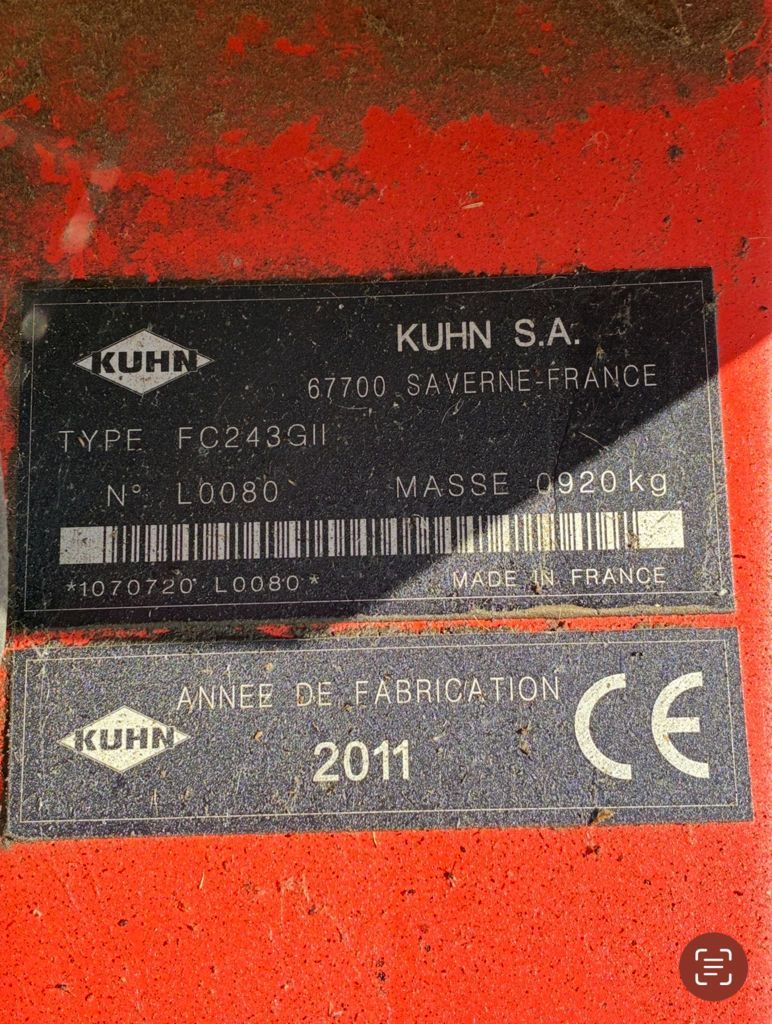 KUHN
KUHN S.A.
67700 SAVERNE-FRANCE
TYPE FC243GII
N° L0080 MASSE 0920 kg
*1070720 L0080* MADE IN FRANCE
KUHN
ANNEE DE FABRICATION
2011
CE